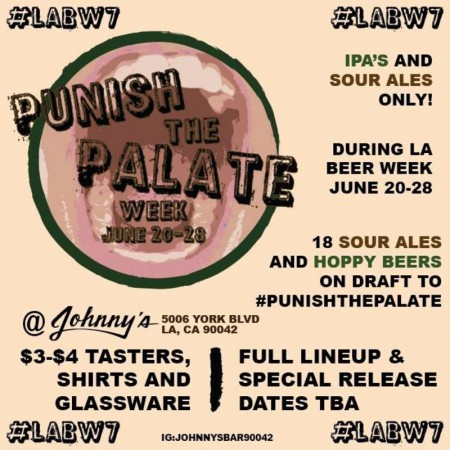 #LABW7
#LABW7
PUNISH
THE
PALATE
WEEK
JUNE 20-28
IPA'S AND
SOUR ALES
ONLY!
DURING LA
BEER WEEK
JUNE 20-28
18 SOUR ALES
AND HOPPY BEERS
ON DRAFT TO
#PUNISHTHEPALATE
@ Johnny's
5006 YORK BLVD
LA, CA 90042
$3-$4 TASTERS,
SHIRTS AND
GLASSWARE
FULL LINEUP &
SPECIAL RELEASE
DATES TBA
#LABW7
IG:JOHNNYSBAR90042
#LABW7